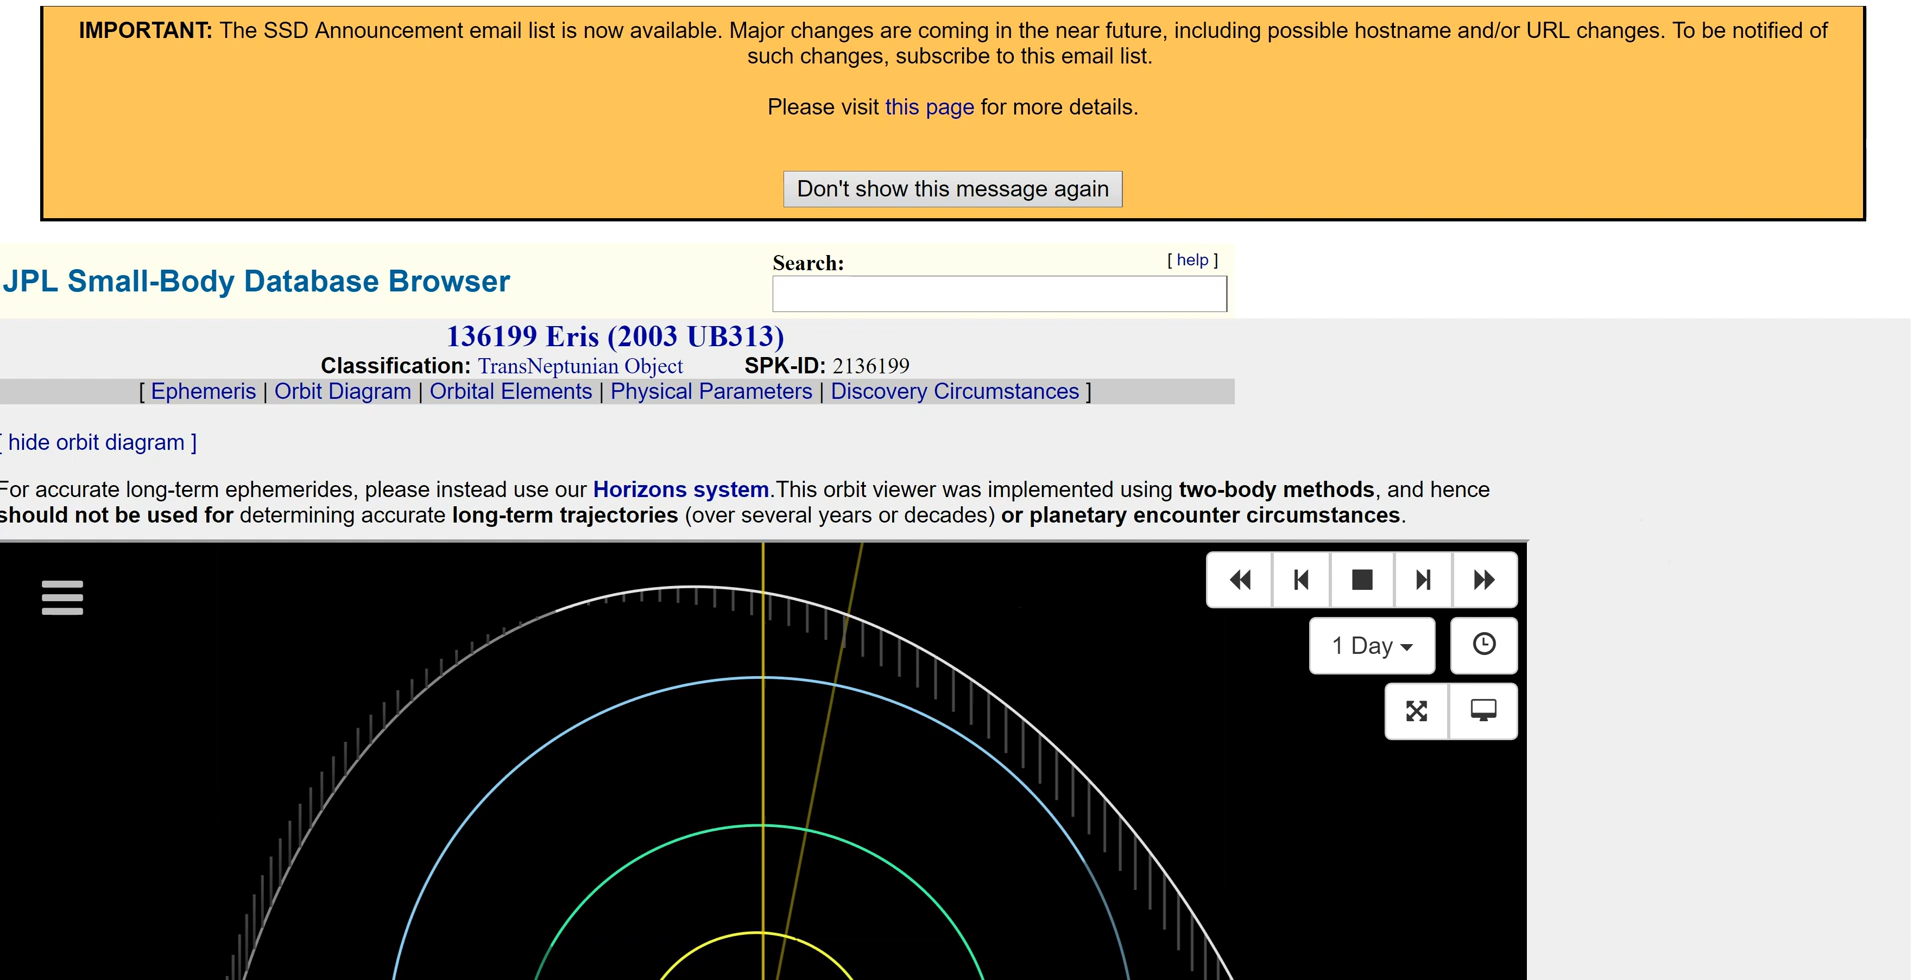 IMPORTANT: The SSD Announcement email list is now available. Major changes are coming in the near future, including possible hostname and/or URL changes. To be notified of
such changes, subscribe to this email list.
Please visit this page for more details.
Don't show this message again
JPL Small-Body Database Browser
Search:
[ help ]
136199 Eris (2003 UB313)
Classification: TransNeptunian Object SPK-ID: 2136199
[ Ephemeris | Orbit Diagram | Orbital Elements | Physical Parameters | Discovery Circumstances ]
[ hide orbit diagram ]
For accurate long-term ephemerides, please instead use our Horizons system.This orbit viewer was implemented using two-body methods, and hence
should not be used for determining accurate long-term trajectories (over several years or decades) or planetary encounter circumstances.
1 Day